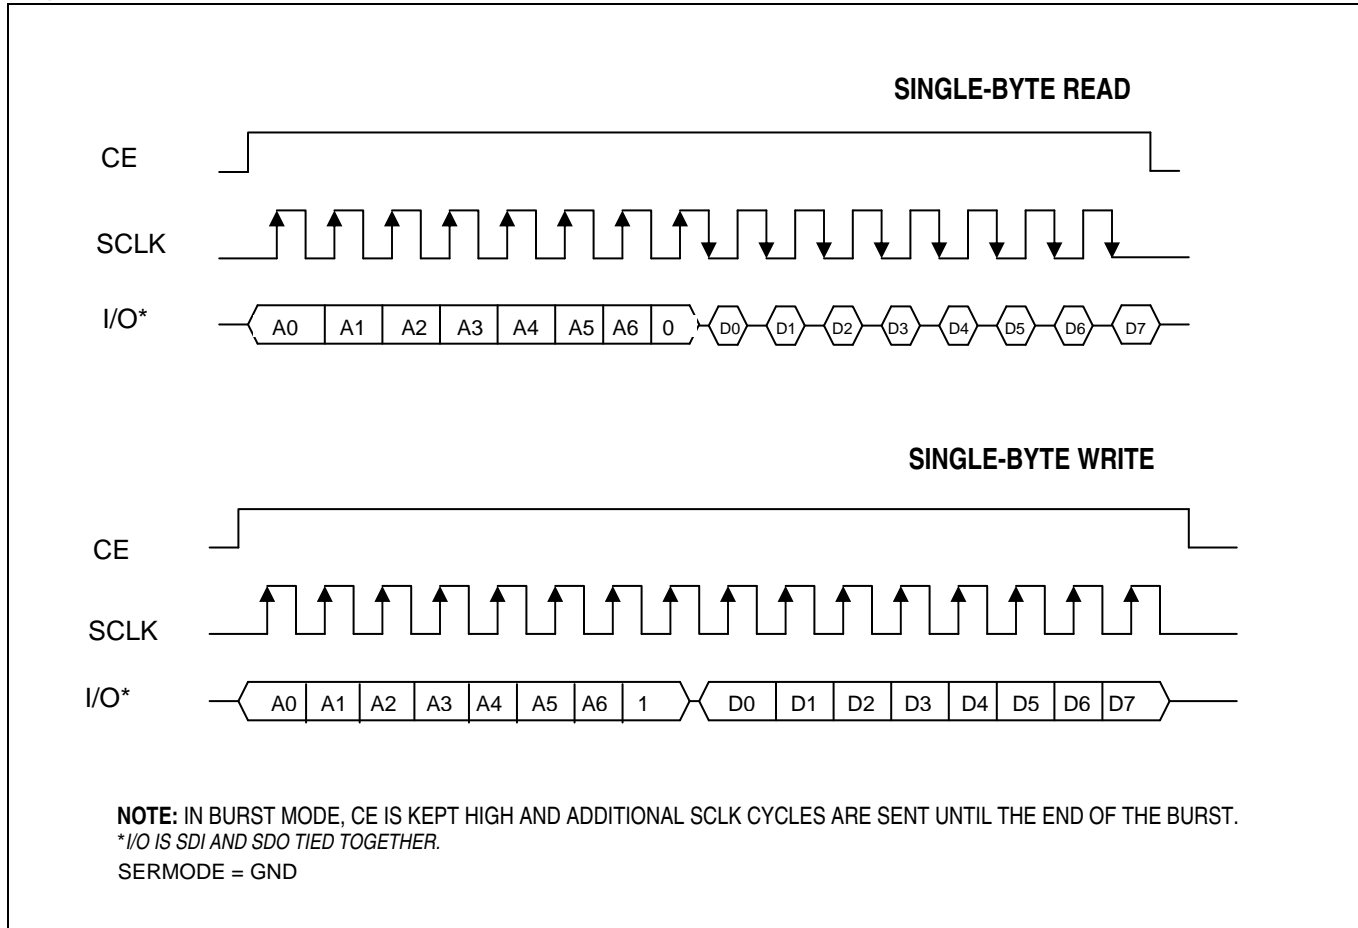 SINGLE-BYTE READ
CE
SCLK
I/O*
A0 A1 A2 A3 A4 A5 A6 0 D0 D1 D2 D3 D4 D5 D6 D7
SINGLE-BYTE WRITE
CE
SCLK
I/O*
A0 A1 A2 A3 A4 A5 A6 1 D0 D1 D2 D3 D4 D5 D6 D7
NOTE: IN BURST MODE, CE IS KEPT HIGH AND ADDITIONAL SCLK CYCLES ARE SENT UNTIL THE END OF THE BURST.
*I/O IS SDI AND SDO TIED TOGETHER.
SERMODE = GND